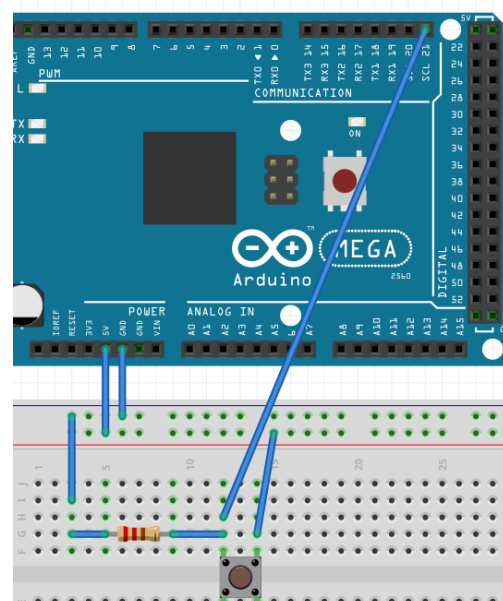 AREF GND 13 12 11 10 9 8 7 6 5 4 3 2 TX0 ◄ 1 RX0 ► 0 TX3 14 RX3 15 TX2 16 RX2 17 TX1 18 RX1 19 20 SCL 21 5V
PWM
COMMUNICATION
L
TX
RX
ON
22
24
26
28
30
32
34
36
38
40
42
44
46
48
50
52
DIGITAL
Arduino
TM
MEGA
2560
POWER ANALOG IN
IOREF RESET 3V3 5V GND GND VIN A0 A1 A2 A3 A4 A5 6 A7 A8 A9 A10 A11 A12 A13 A14 A15
1 5 10 15 20 25
J
I
H
G
F